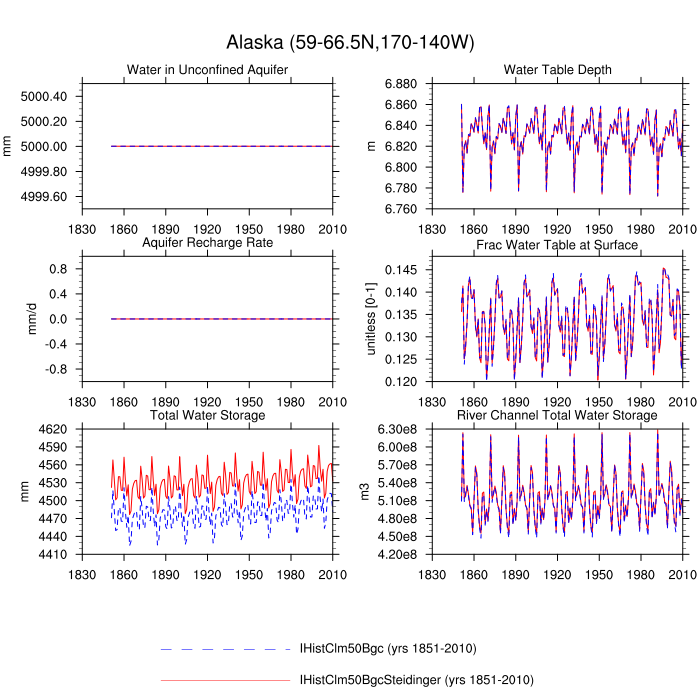 Alaska (59-66.5N,170-140W)
Water in Unconfined Aquifer
Water Table Depth
mm
5000.40
5000.20
5000.00
4999.80
4999.60
1830 1860 1890 1920 1950 1980 2010
m
6.880
6.860
6.840
6.820
6.800
6.780
6.760
1830 1860 1890 1920 1950 1980 2010
Aquifer Recharge Rate
Frac Water Table at Surface
mm/d
0.8
0.4
0.0
-0.4
-0.8
1830 1860 1890 1920 1950 1980 2010
unitless [0-1]
0.145
0.140
0.135
0.130
0.125
0.120
1830 1860 1890 1920 1950 1980 2010
Total Water Storage
River Channel Total Water Storage
mm
4620
4590
4560
4530
4500
4470
4440
4410
1830 1860 1890 1920 1950 1980 2010
m3
6.30e8
6.00e8
5.70e8
5.40e8
5.10e8
4.80e8
4.50e8
4.20e8
1830 1860 1890 1920 1950 1980 2010
IHistClm50Bgc (yrs 1851-2010)
IHistClm50BgcSteidinger (yrs 1851-2010)